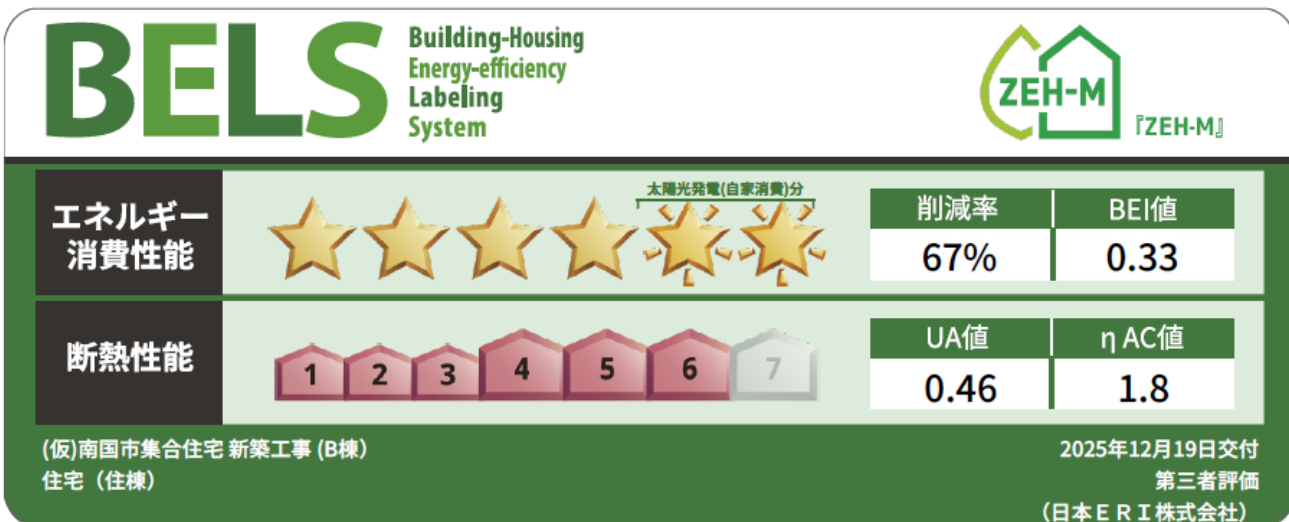 BELS
Building-Housing
Energy-efficiency
Labeling
System
ZEH-M
『ZEH-M』
エネルギー
消費性能
太陽光発電(自家消費)分
削減率 BEI値
67% 0.33
断熱性能
1 2 3 4 5 6 7
UA値 η AC値
0.46 1.8
(仮)南国市集合住宅 新築工事 (B棟)
住宅（住棟）
2025年12月19日交付
第三者評価
（日本ＥＲＩ株式会社）